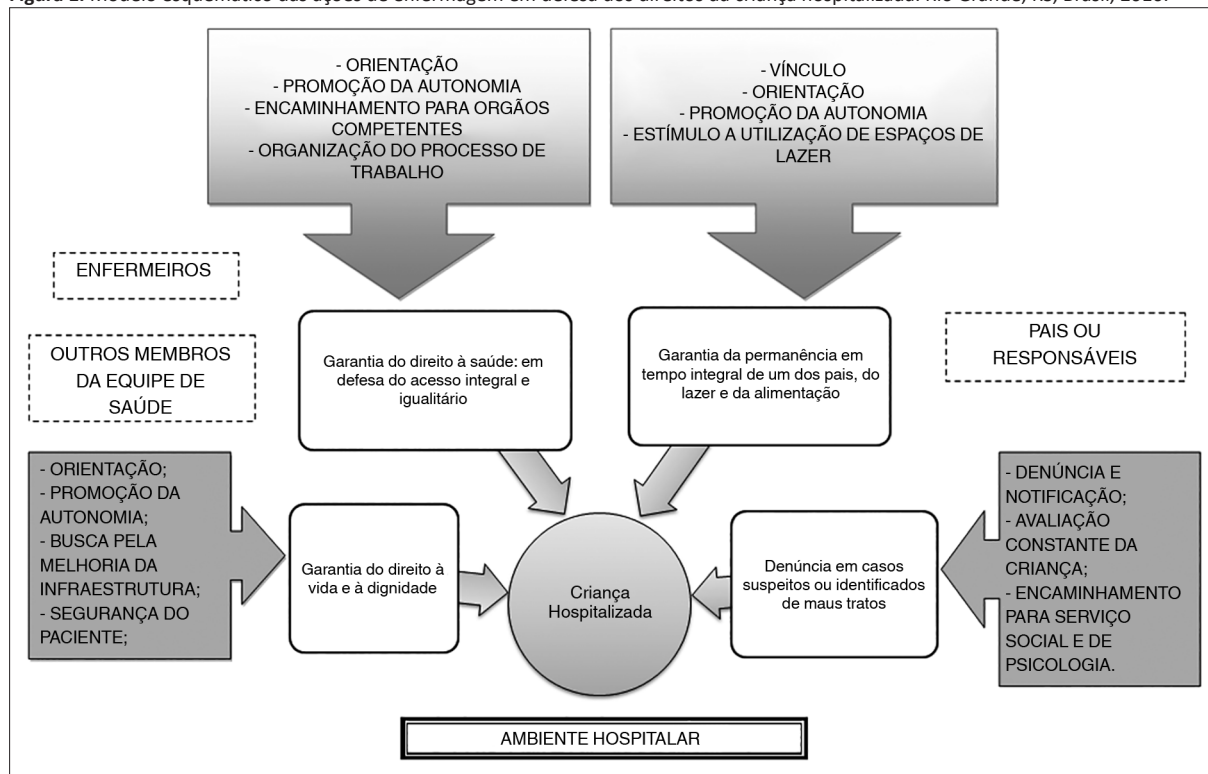 - ORIENTAÇÃO
- PROMOÇÃO DA AUTONOMIA
- ENCAMINHAMENTO PARA ORGÃOS
COMPETENTES
- ORGANIZAÇÃO DO PROCESSO DE
TRABALHO
- VÍNCULO
- ORIENTAÇÃO
- PROMOÇÃO DA AUTONOMIA
- ESTÍMULO A UTILIZAÇÃO DE ESPAÇOS DE
LAZER
ENFERMEIROS
OUTROS MEMBROS
DA EQUIPE DE
SAÚDE
Garantia do direito à saúde: em
defesa do acesso integral e
igualitário
Garantia da permanência em
tempo integral de um dos pais, do
lazer e da alimentação
PAIS OU
RESPONSÁVEIS
- ORIENTAÇÃO;
- PROMOÇÃO DA
AUTONOMIA;
- BUSCA PELA
MELHORIA DA
INFRAESTRUTURA;
- SEGURANÇA DO
PACIENTE;
Garantia do direito à
vida e à dignidade
Criança
Hospitalizada
Denúncia em casos
suspeitos ou identificados
de maus tratos
- DENÚNCIA E
NOTIFICAÇÃO;
- AVALIAÇÃO
CONSTANTE DA
CRIANÇA;
- ENCAMINHAMENTO
PARA SERVIÇO
SOCIAL E DE
PSICOLOGIA.
AMBIENTE HOSPITALAR